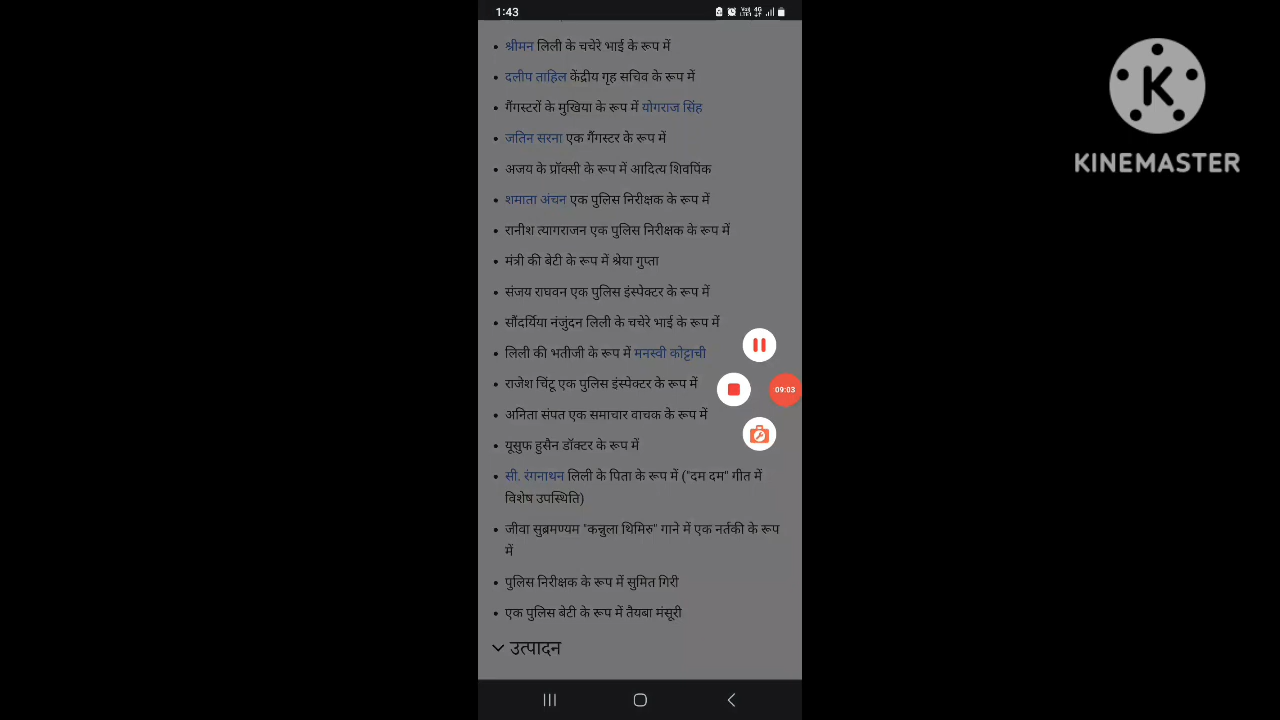 1:43
KINEMASTER
श्रीमन लिली के चचेरे भाई के रूप में
दलीप ताहिल केंद्रीय गृह सचिव के रूप में
गैंगस्टरों के मुखिया के रूप में योगराज सिंह
जतिन सरना एक गैंगस्टर के रूप में
अजय के प्रॉक्सी के रूप में आदित्य शिवपिंक
शमाता अंचन एक पुलिस निरीक्षक के रूप में
रानीश त्यागराजन एक पुलिस निरीक्षक के रूप में
मंत्री की बेटी के रूप में श्रेया गुप्ता
संजय राघवन एक पुलिस इंस्पेक्टर के रूप में
सौंदर्यिया नंजुंदन लिली के चचेरे भाई के रूप में
लिली की भतीजी के रूप में मनस्वी कोट्टाची
राजेश चिंटू एक पुलिस इंस्पेक्टर के रूप में
09:03
अनिता संपत एक समाचार वाचक के रूप में
यूसुफ हुसैन डॉक्टर के रूप में
सी. रंगनाथन लिली के पिता के रूप में ("दम दम" गीत में
विशेष उपस्थिति)
जीवा सुब्रमण्यम "कन्नुला थिमिरु" गाने में एक नर्तकी के रूप
में
पुलिस निरीक्षक के रूप में सुमित गिरी
एक पुलिस बेटी के रूप में तैयबा मंसूरी
उत्पादन